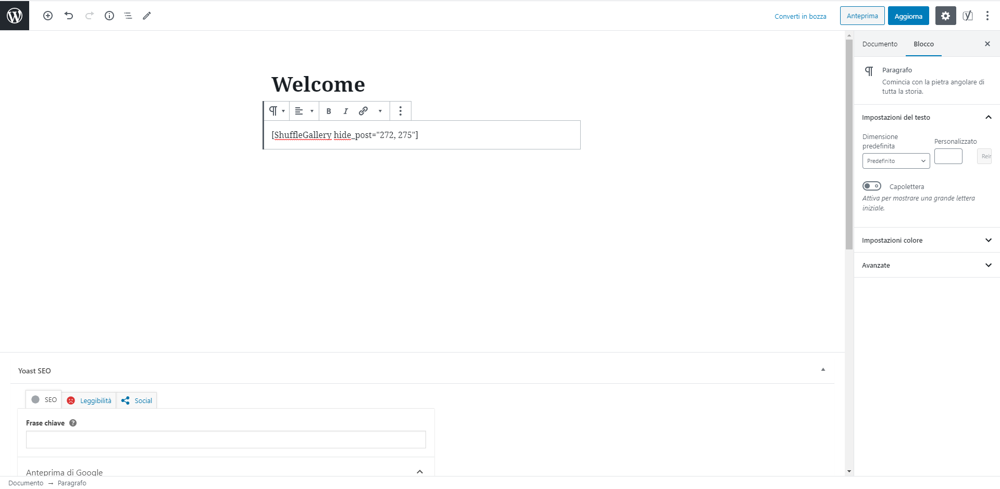 Converti in bozza
Anteprima
Aggiorna
Documento
Blocco
Paragrafo
Comincia con la pietra angolare di
tutta la storia.
Impostazioni del testo
Dimensione
predefinita
Personalizzato
Predefinito
Rei
Capolettera
Attiva per mostrare una grande lettera
iniziale.
Impostazioni colore
Avanzate
Welcome
B I
[ShuffleGallery hide_post="272, 275"]
Yoast SEO
SEO
Leggibilità
Social
Frase chiave ?
Anteprima di Google
Documento → Paragrafo